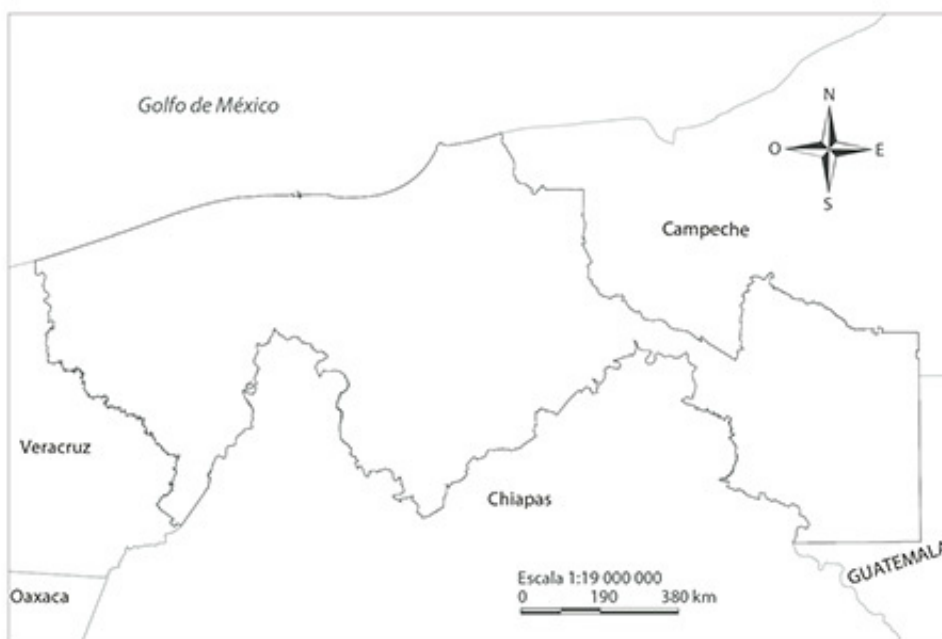 Golfo de México
N
O
E
S
Campeche
Veracruz
Chiapas
Escala 1:19 000 000
0 190 380 km
GUATEMALA
Oaxaca